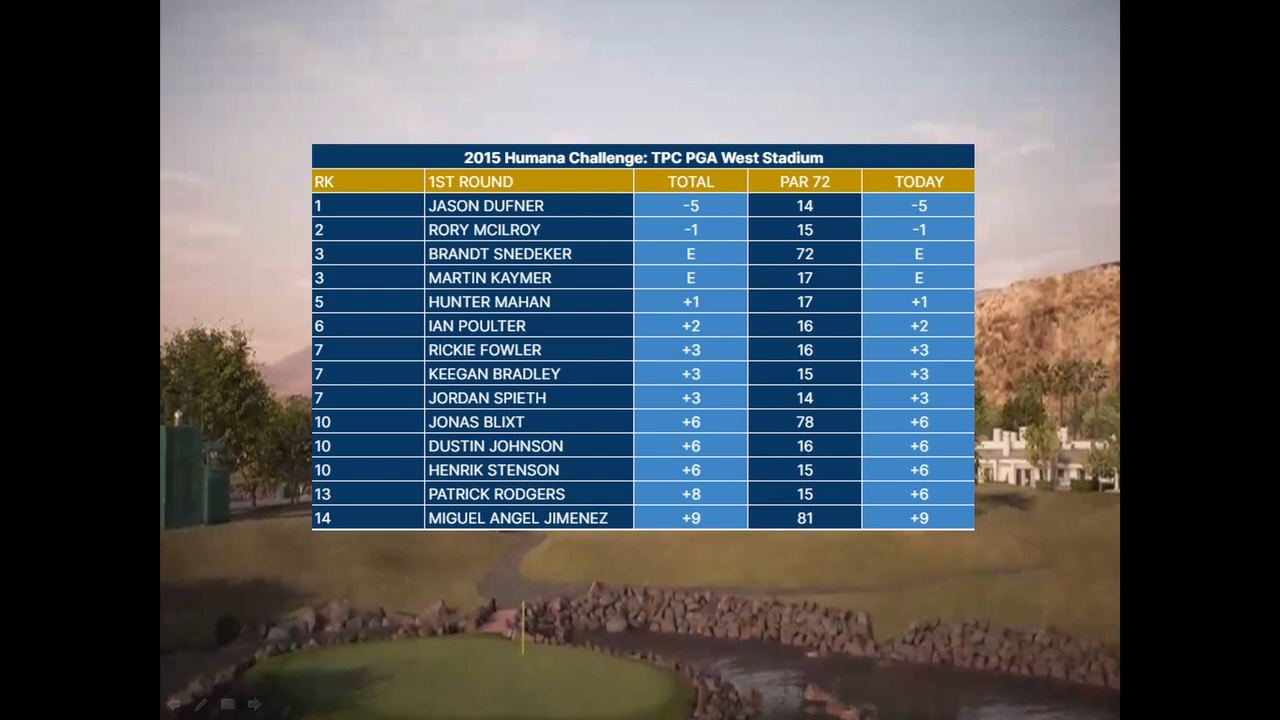 2015 Humana Challenge: TPC PGA West Stadium
RK 1ST ROUND TOTAL PAR 72 TODAY
1 JASON DUFNER -5 14 -5
2 RORY MCILROY -1 15 -1
3 BRANDT SNEDEKER E 72 E
3 MARTIN KAYMER E 17 E
5 HUNTER MAHAN +1 17 +1
6 IAN POULTER +2 16 +2
7 RICKIE FOWLER +3 16 +3
7 KEEGAN BRADLEY +3 15 +3
7 JORDAN SPIETH +3 14 +3
10 JONAS BLIXT +6 78 +6
10 DUSTIN JOHNSON +6 16 +6
10 HENRIK STENSON +6 15 +6
13 PATRICK RODGERS +8 15 +6
14 MIGUEL ANGEL JIMENEZ +9 81 +9